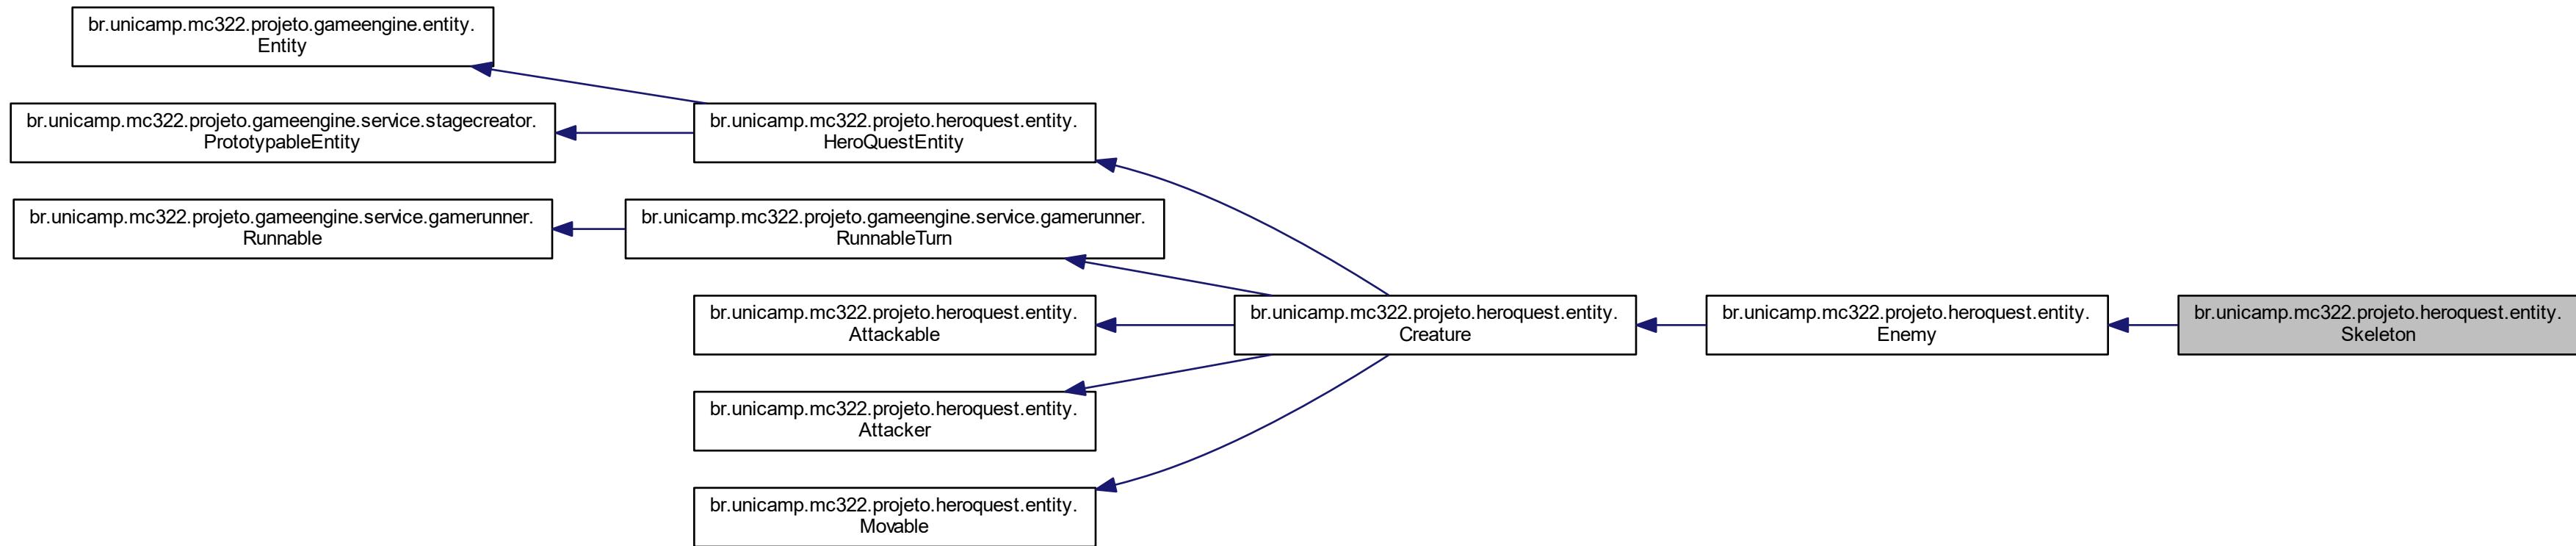 br.unicamp.mc322.projeto.gameengine.entity.
Entity
br.unicamp.mc322.projeto.gameengine.service.stagecreator.
PrototypableEntity
br.unicamp.mc322.projeto.heroquest.entity.
HeroQuestEntity
br.unicamp.mc322.projeto.gameengine.service.gamerunner.
Runnable
br.unicamp.mc322.projeto.gameengine.service.gamerunner.
RunnableTurn
br.unicamp.mc322.projeto.heroquest.entity.
Attackable
br.unicamp.mc322.projeto.heroquest.entity.
Creature
br.unicamp.mc322.projeto.heroquest.entity.
Enemy
br.unicamp.mc322.projeto.heroquest.entity.
Skeleton
br.unicamp.mc322.projeto.heroquest.entity.
Attacker
br.unicamp.mc322.projeto.heroquest.entity.
Movable